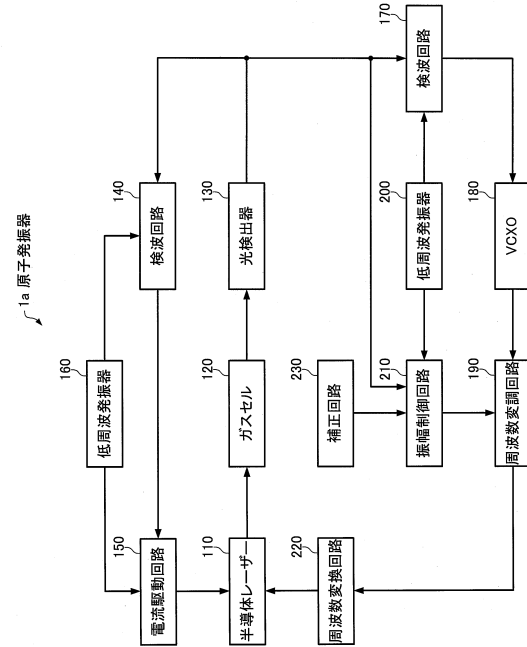 1a 原子発振器
160
低周波発振器
140
検波回路
150
電流駆動回路
110
半導体レーザー
120
ガスセル
130
光検出器
220
周波数変換回路
230
補正回路
210
振幅制御回路
200
低周波発振器
170
検波回路
190
周波数変調回路
180
VCXO